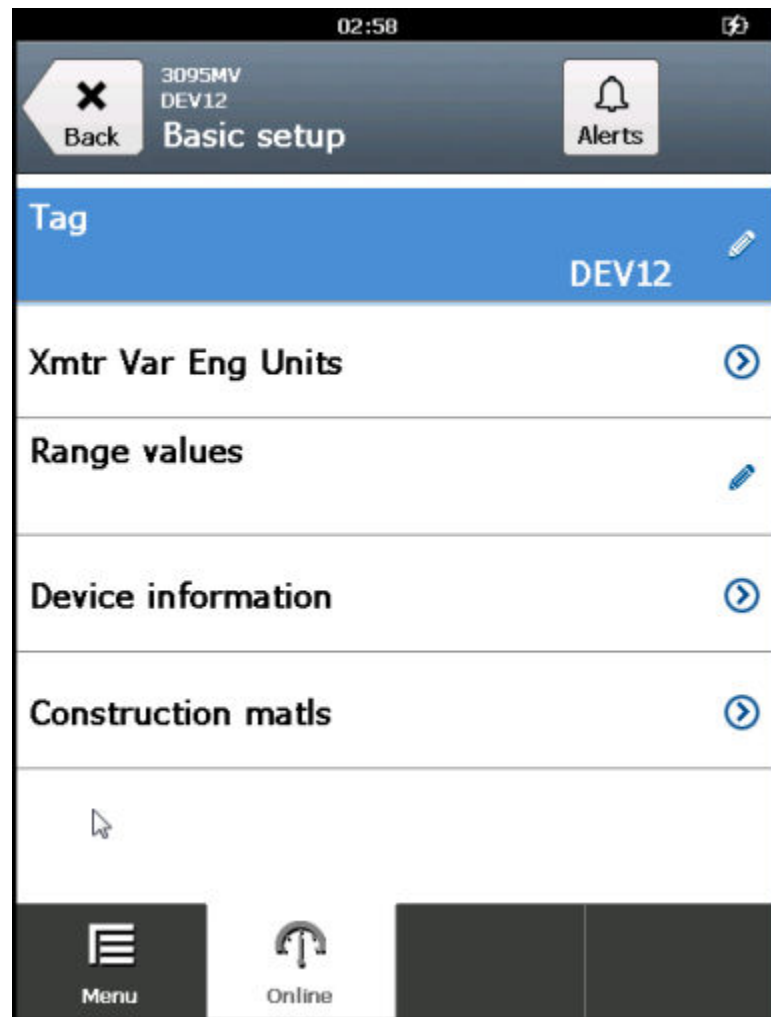 02:58
3095MV
DEV12
Basic setup
Back
Alerts
Tag
DEV12
Xmtr Var Eng Units
Range values
Device information
Construction matls
Menu
Online